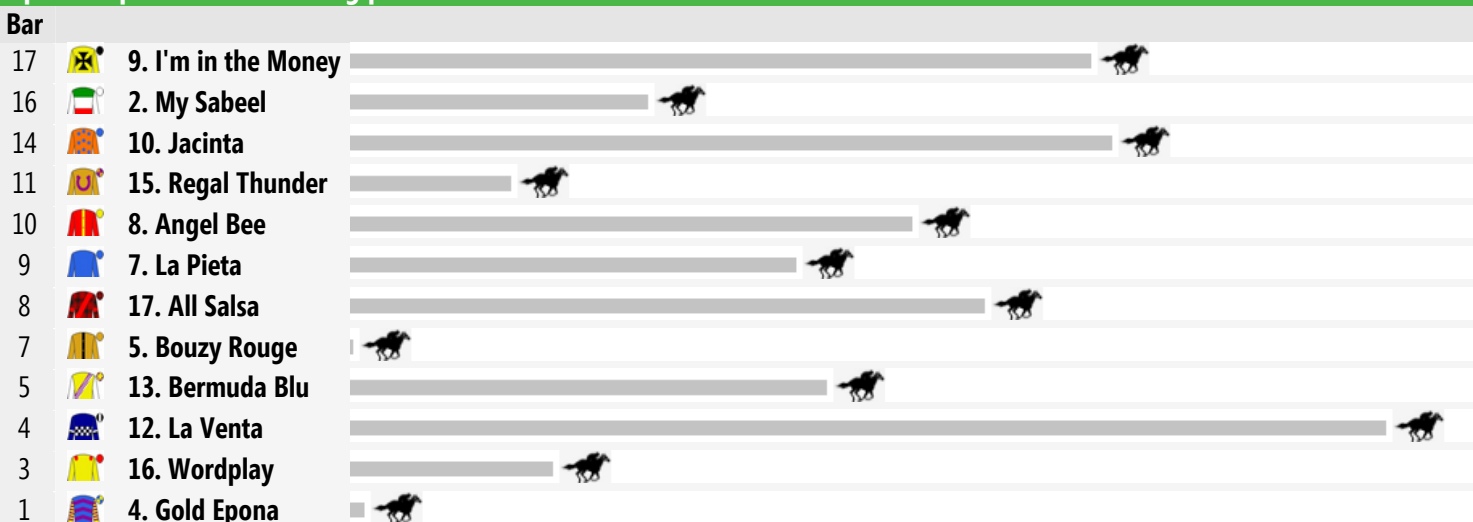 Bar
17 9. I'm in the Money
16 2. My Sabeel
14 10. Jacinta
11 15. Regal Thunder
10 8. Angel Bee
9 7. La Pieta
8 17. All Salsa
7 5. Bouzy Rouge
5 13. Bermuda Blu
4 12. La Venta
3 16. Wordplay
1 4. Gold Epona